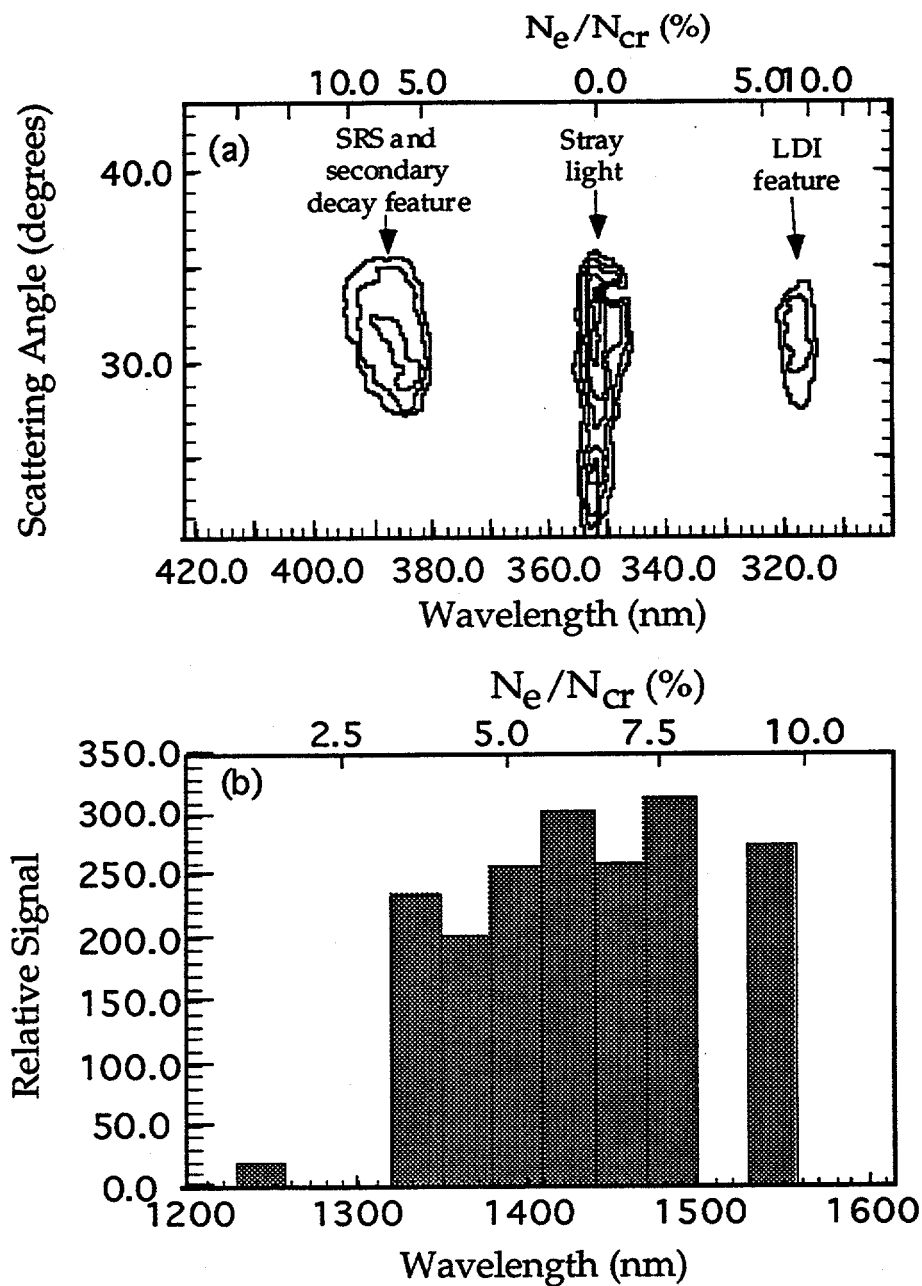 N_e/N_cr (%)
10.0 5.0 0.0 5.0 10.0
(a)
SRS and
secondary
decay feature
Stray
light
LDI
feature
Scattering Angle (degrees)
40.0
30.0
420.0 400.0 380.0 360.0 340.0 320.0
Wavelength (nm)
N_e/N_cr (%)
2.5 5.0 7.5 10.0
(b)
Relative Signal
350.0
300.0
250.0
200.0
150.0
100.0
50.0
0.0
1200 1300 1400 1500 1600
Wavelength (nm)